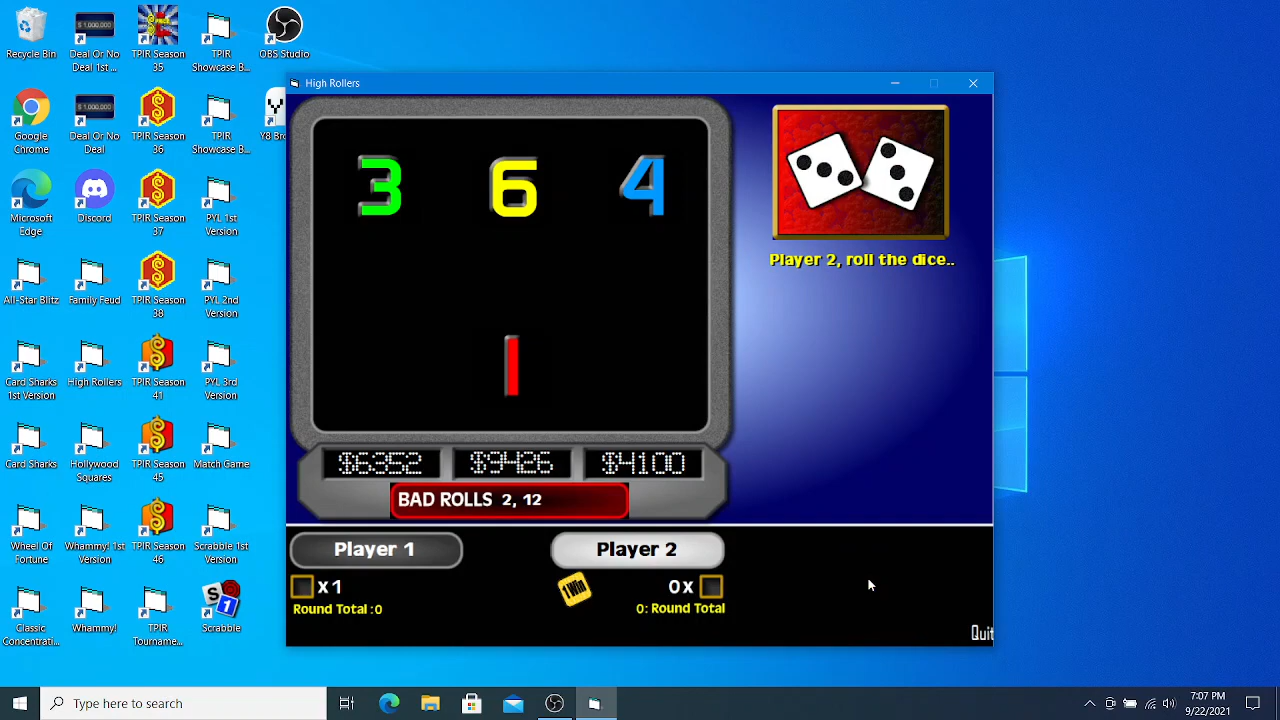 Recycle Bin
Deal Or No
Deal 1st ...
TPIR Season
35
TPIR
Showcase B...
OBS Studio
Google
Chrome
Deal Or No
Deal
TPIR Season
36
TPIR
Showcase B...
Y8 Bro
Microsoft
Edge
Discord
TPIR Season
37
PYL 1st
Version
All-Star Blitz
Family Feud
TPIR Season
38
PYL 2nd
Version
Card Sharks
1st Version
High Rollers
TPIR Season
41
PYL 3rd
Version
Card Sharks
Hollywood
Squares
TPIR Season
45
Match Game
Wheel Of
Fortune
Whammy! 1st
Version
TPIR Season
46
Scrabble 1st
Version
Classic
Concentrati...
Whammy!
TPIR
Tourname...
Scrabble
High Rollers
3 6 4
1
$6352 $3426 $4100
BAD ROLLS 2, 12
Player 2, roll the dice..
Player 1
Player 2
x 1
1 Win
0 x
Round Total :0
0: Round Total
Quit
Type here to search
7:07 PM
9/22/2021